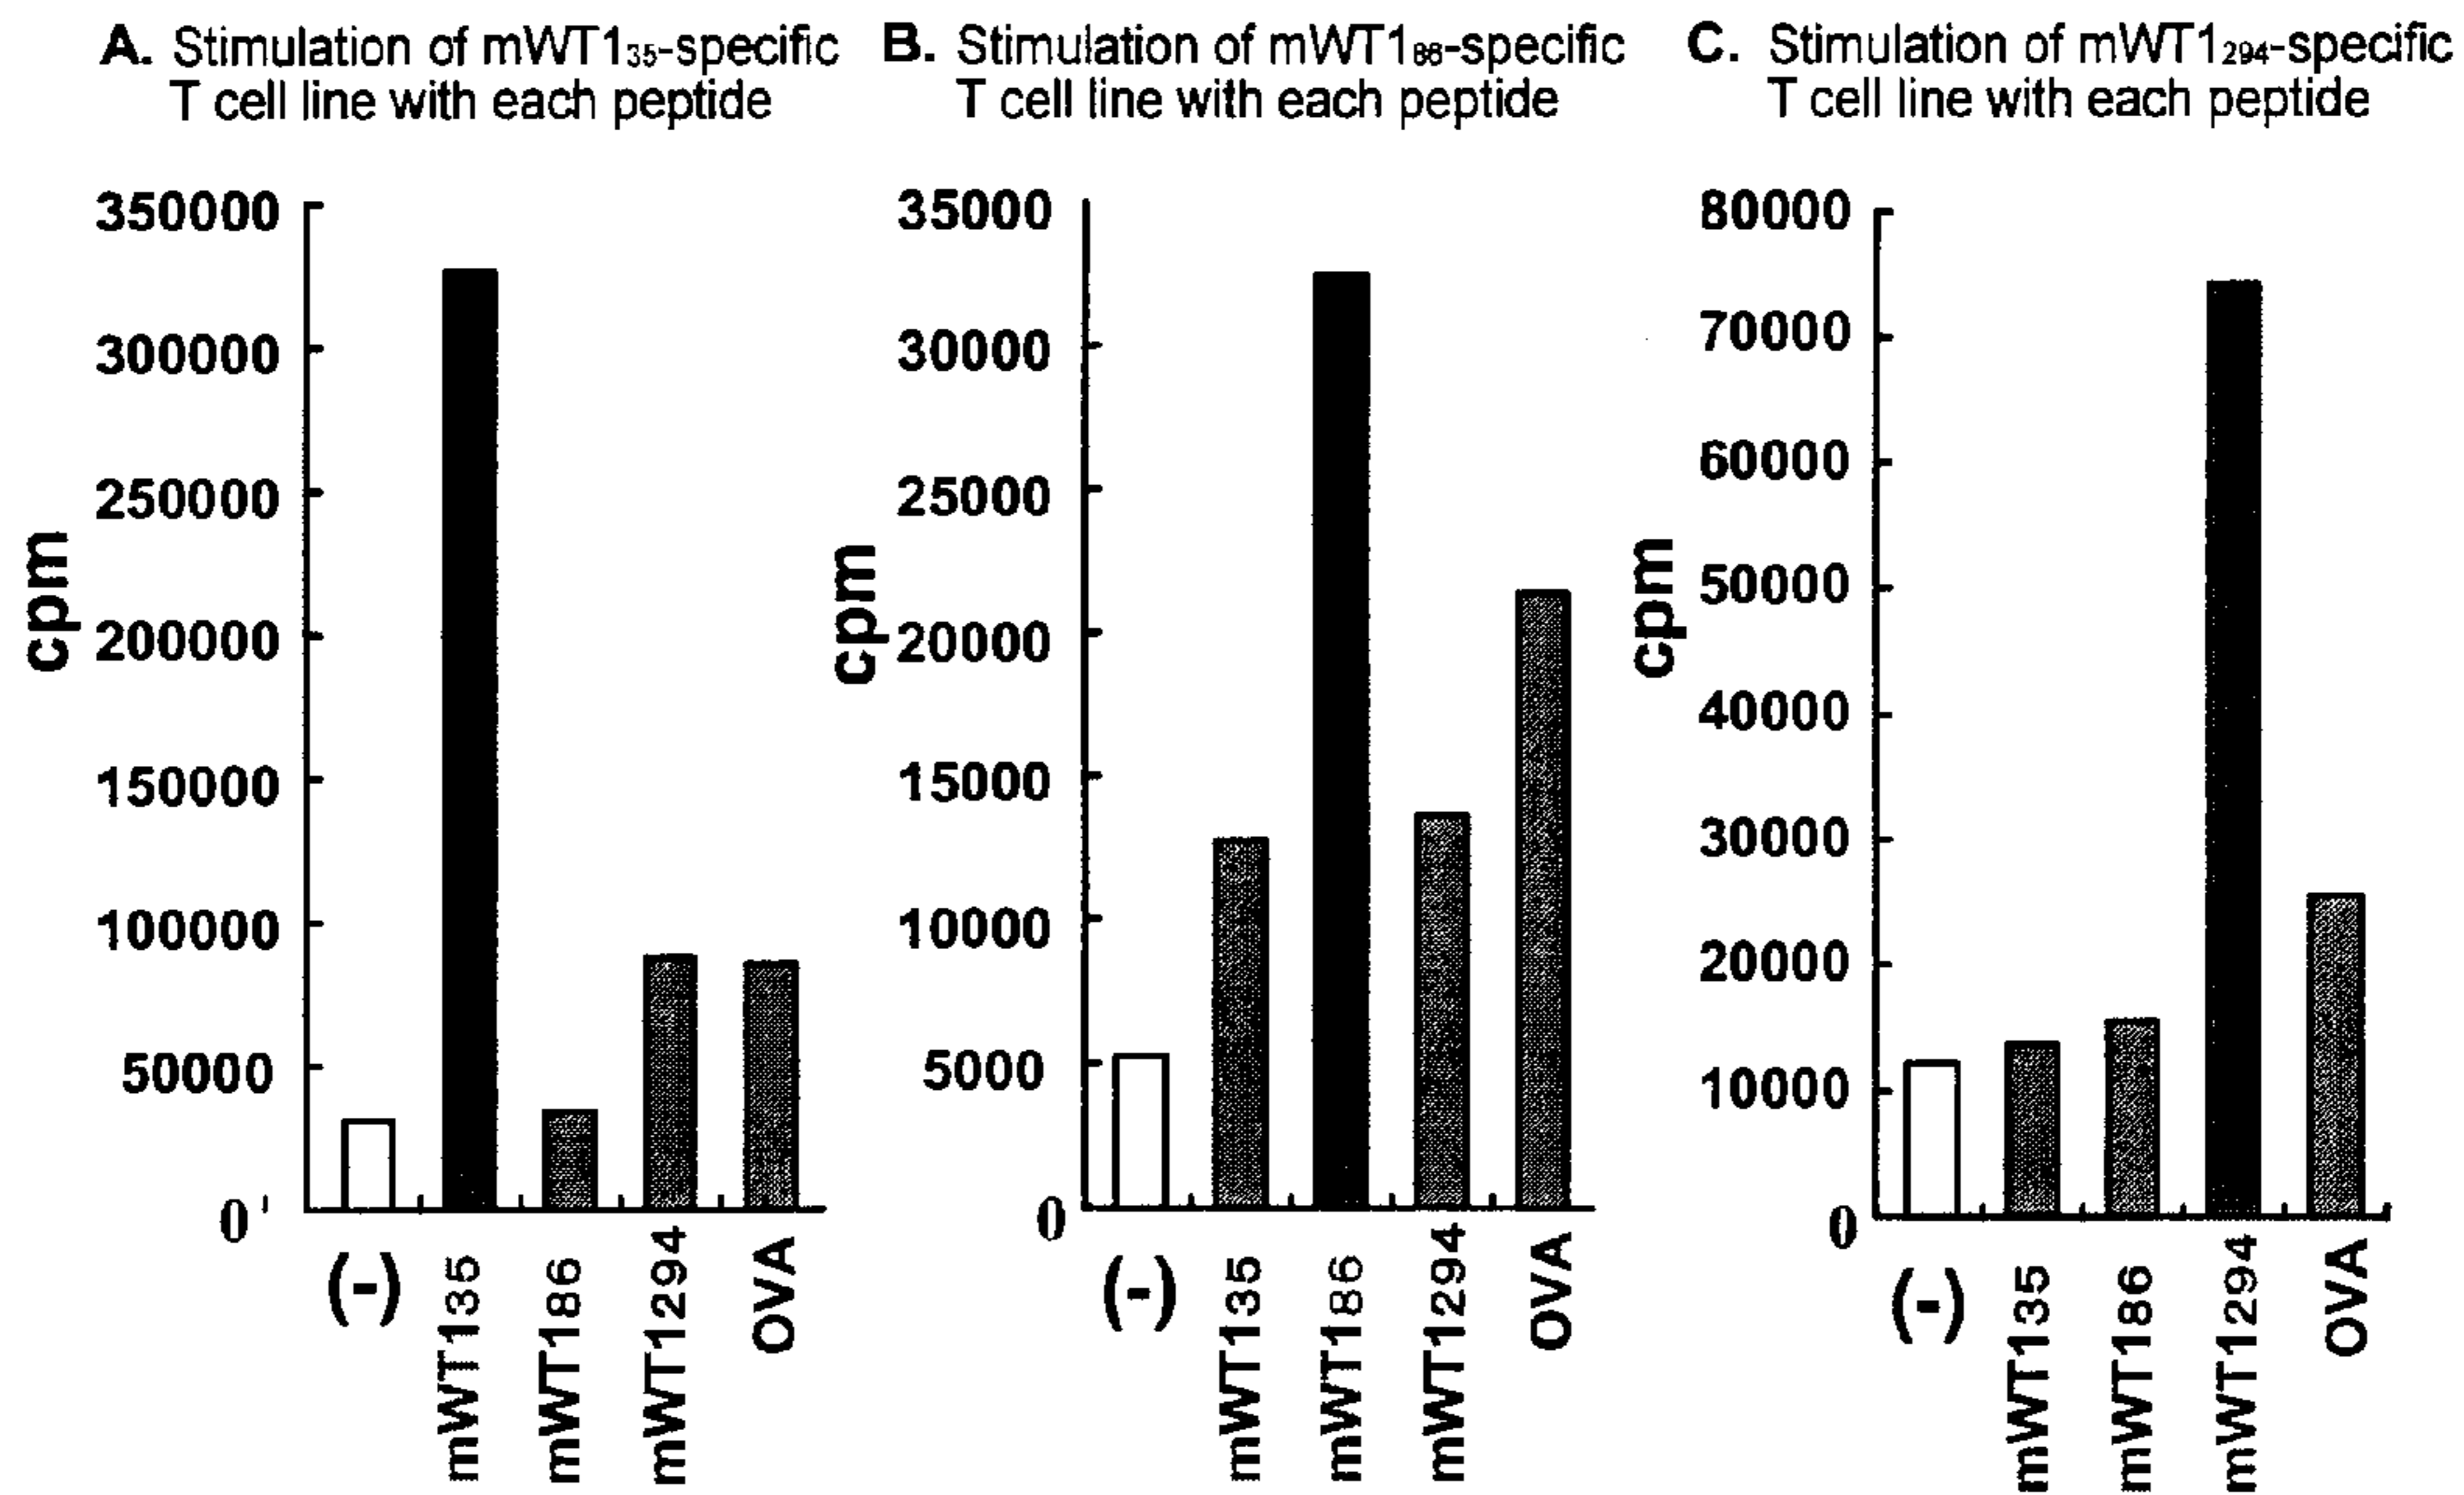 A. Stimulation of mWT135-specific
T cell line with each peptide
B. Stimulation of mWT186-specific
T cell line with each peptide
C. Stimulation of mWT1294-specific
T cell line with each peptide
cpm
350000
300000
250000
200000
150000
100000
50000
0
(-)
mWT135
mWT186
mWT1294
OVA
cpm
35000
30000
25000
20000
15000
10000
5000
0
(-)
mWT135
mWT186
mWT1294
OVA
cpm
80000
70000
60000
50000
40000
30000
20000
10000
0
(-)
mWT135
mWT186
mWT1294
OVA